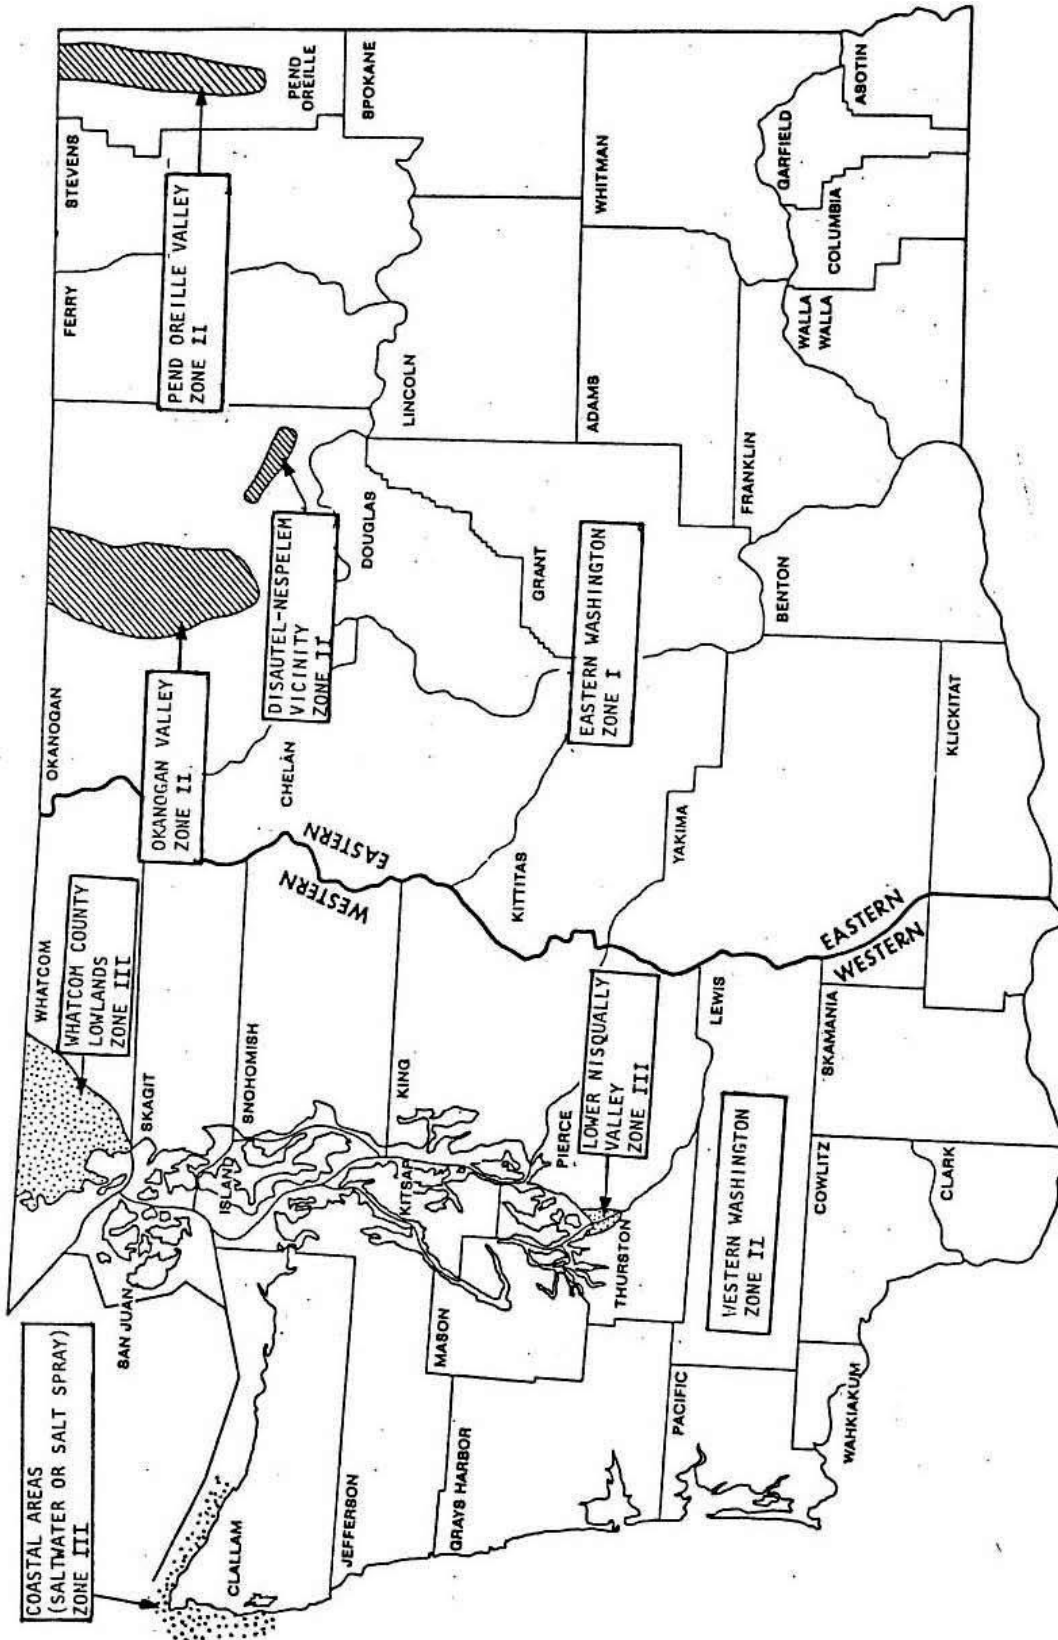 COASTAL AREAS
(SALTWATER OR SALT SPRAY)
ZONE III
WHATCOM
WHATCOM COUNTY
LOWLANDS
ZONE III
OKANOGAN
OKANOGAN VALLEY
ZONE II.
FERRY
STEVENS
PEND OREILLE VALLEY
ZONE II
PEND
OREILLE
SAN JUAN
SKAGIT
CLALLAM
ISLAND
SNOHOMISH
CHELAN
DISAUTEL-NESPELEM
VICINITY
ZONE II
DOUGLAS
LINCOLN
SPOKANE
WESTERN
EASTERN
JEFFERSON
KITSAP
KING
MASON
GRAYS HARBOR
KITTITAS
GRANT
ADAMS
WHITMAN
EASTERN WASHINGTON
ZONE I
PIERCE
LOWER NISQUALLY
VALLEY
ZONE III
THURSTON
YAKIMA
LEWIS
PACIFIC
WESTERN WASHINGTON
ZONE II
FRANKLIN
BENTON
WALLA
WALLA
COLUMBIA
GARFIELD
ASOTIN
EASTERN
WESTERN
WAHKIAKUM
COWLITZ
SKAMANIA
CLARK
KLICKITAT